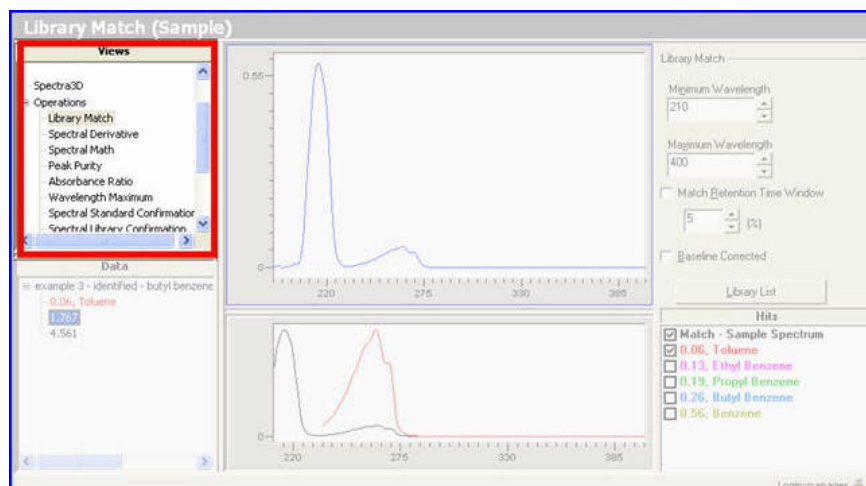 Library Match (Sample)
Views
Spectra3D
Operations
Library Match
Spectral Derivative
Spectral Math
Peak Purity
Absorbance Ratio
Wavelength Maximum
Spectral Standard Confirmation
Spectral Library Confirmation
Data
example 3 - identified - butyl benzene
0.06, Toluene
1.767
4.561
0.55
0
220
275
330
385
0
220
275
330
385
Library Match
Minimum Wavelength
210
Maximum Wavelength
400
Match Retention Time Window
5 (%)
Baseline Corrected
Library List
Hits
Match - Sample Spectrum
0.06, Toluene
0.13, Ethyl Benzene
0.19, Propyl Benzene
0.26, Butyl Benzene
0.56, Benzene